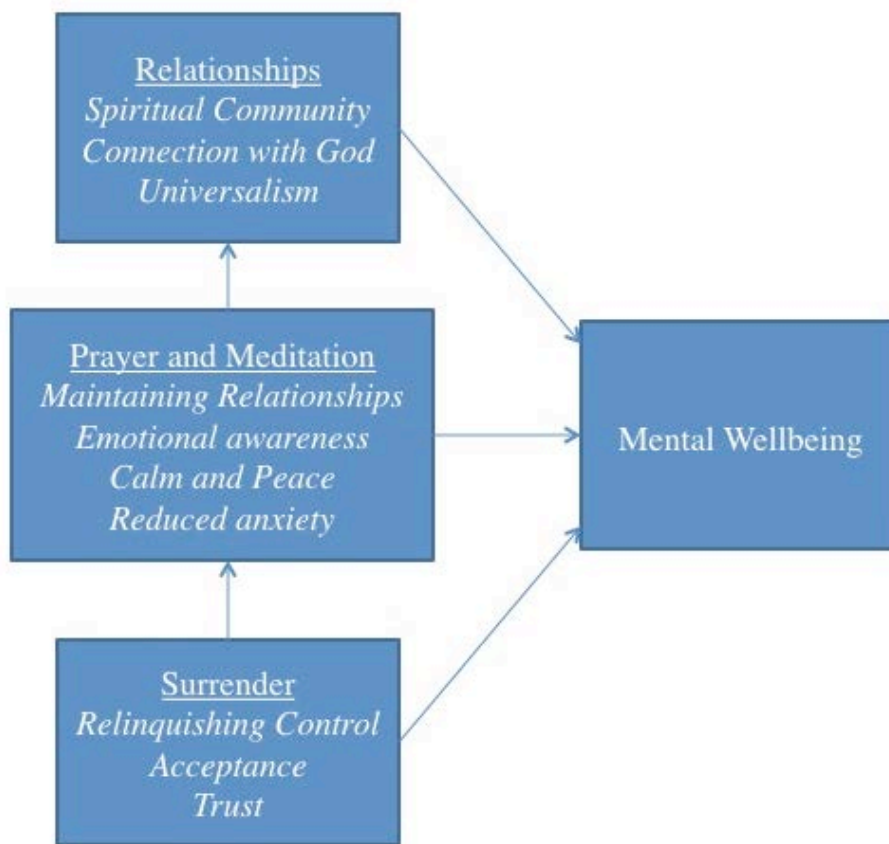 Relationships
Spiritual Community
Connection with God
Universalism
Prayer and Meditation
Maintaining Relationships
Emotional awareness
Calm and Peace
Reduced anxiety
Surrender
Relinquishing Control
Acceptance
Trust
Mental Wellbeing